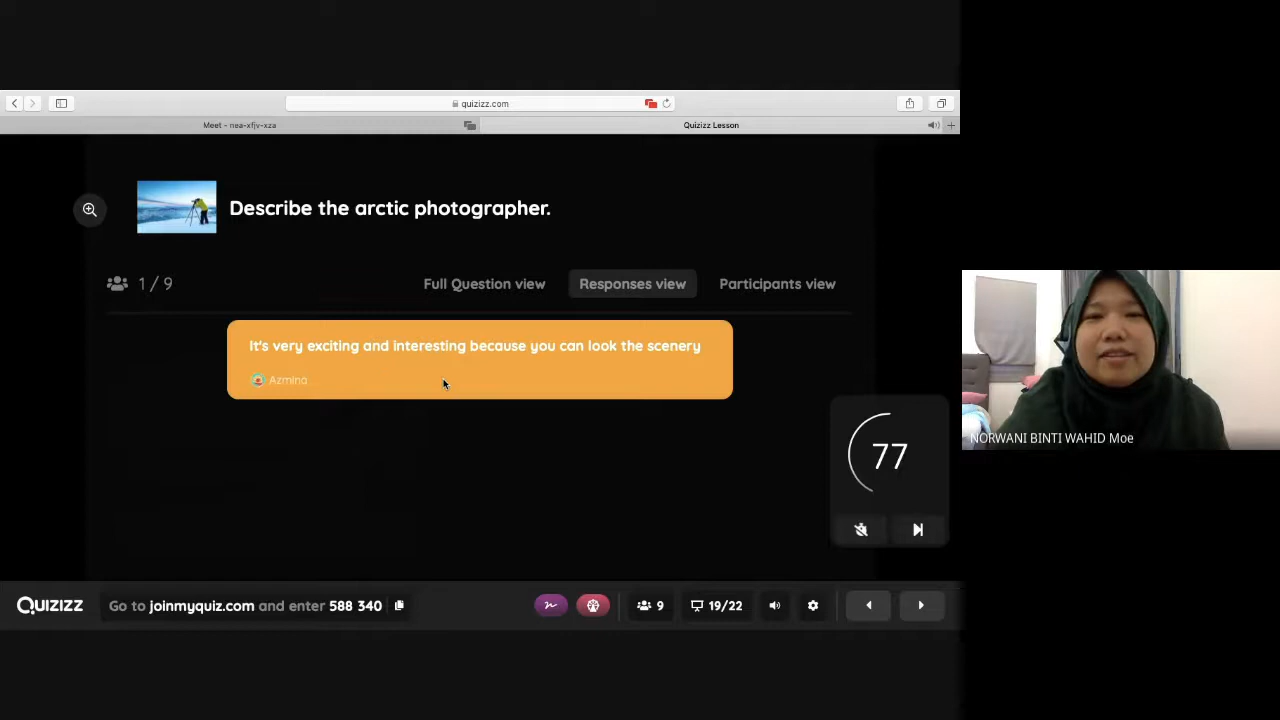 quizizz.com
Meet - nea-xfjv-xza
Quizizz Lesson
Describe the arctic photographer.
1 / 9
Full Question view
Responses view
Participants view
It's very exciting and interesting because you can look the scenery
Azmina
77
NORWANI BINTI WAHID Moe
QUIZIZZ
Go to joinmyquiz.com and enter 588 340
9
19/22